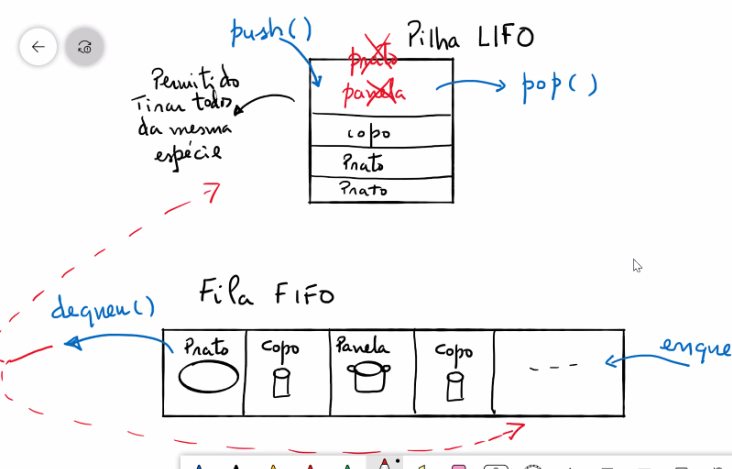 push()
Pilha LIFO
prato
panela
pop()
Permitido
Tirar todos
da mesma
espécie
copo
Prato
Prato
Fila FIFO
dequeu()
Prato
Copo
Panela
Copo
---
enque